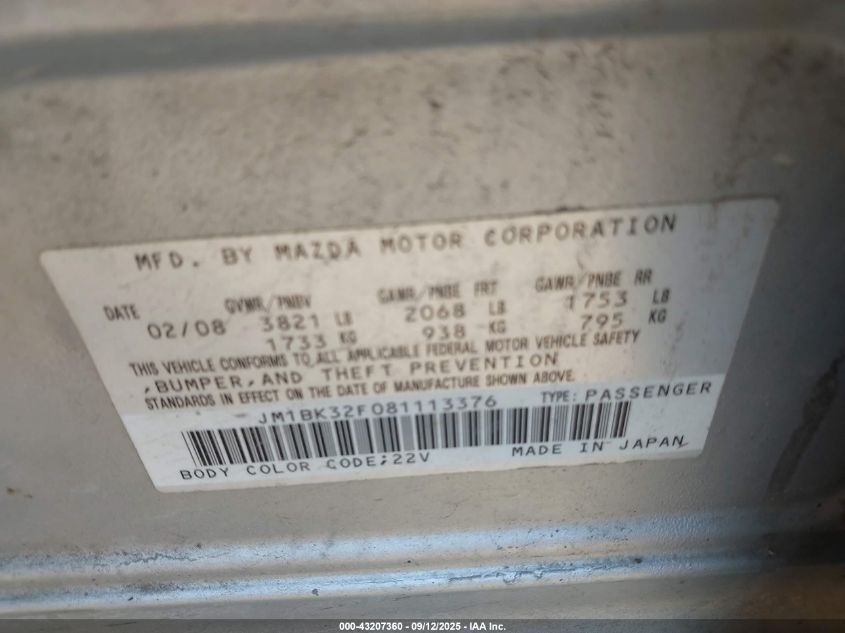 MFD. BY MAZDA MOTOR CORPORATION
DATE GVWR/PNBV GAWR/PNBE FRT GAWR/PNBE RR
02/08 3821 LB 2068 LB 1753 LB
1733 KG 938 KG 795 KG
THIS VEHICLE CONFORMS TO ALL APPLICABLE FEDERAL MOTOR VEHICLE SAFETY
,BUMPER,AND THEFT PREVENTION
STANDARDS IN EFFECT ON THE DATE OF MANUFACTURE SHOWN ABOVE.
JM1BK32F081113376 TYPE: PASSENGER
BODY COLOR CODE;22V MADE IN JAPAN
000-43207360 - 09/12/2025 - IAA Inc.